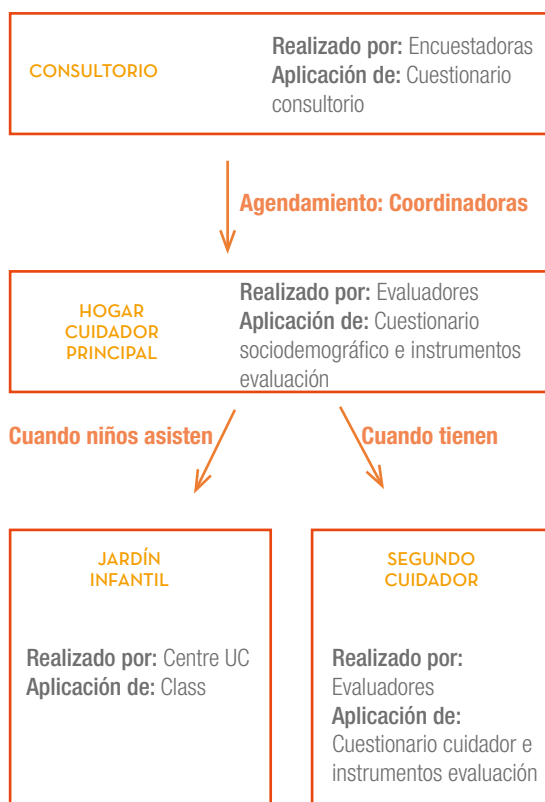 CONSULTORIO
Realizado por: Encuestadoras
Aplicación de: Cuestionario
consultorio
Agendamiento: Coordinadoras
HOGAR
CUIDADOR
PRINCIPAL
Realizado por: Evaluadores
Aplicación de: Cuestionario
sociodemográfico e instrumentos
evaluación
Cuando niños asisten
Cuando tienen
JARDÍN
INFANTIL
Realizado por: Centre UC
Aplicación de: Class
SEGUNDO
CUIDADOR
Realizado por:
Evaluadores
Aplicación de:
Cuestionario cuidador e
instrumentos evaluación